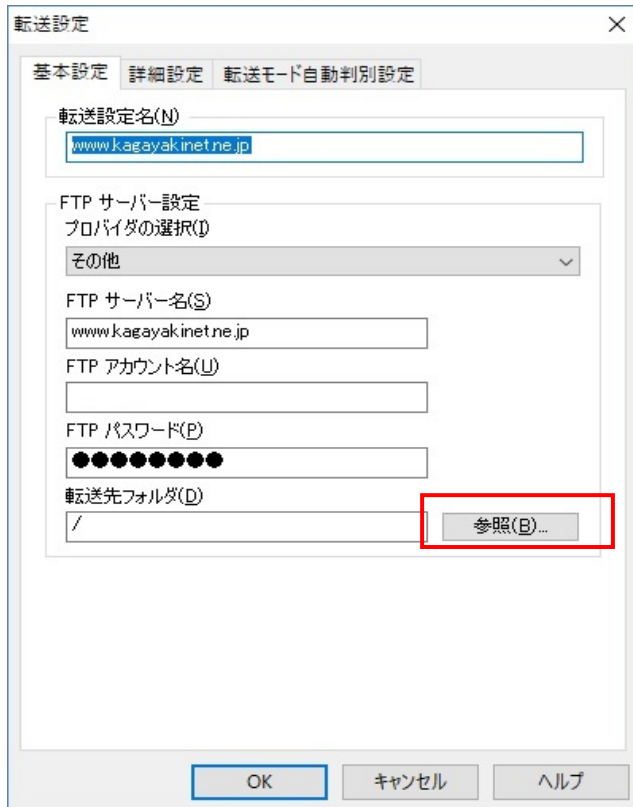 転送設定
基本設定 詳細設定 転送モード自動判別設定
転送設定名(N)
www.kagayakinet.ne.jp
FTP サーバー設定
プロバイダの選択(I)
その他
FTP サーバー名(S)
www.kagayakinet.ne.jp
FTP アカウント名(U)
FTP パスワード(P)
●●●●●●●●
転送先フォルダ(D)
/ 参照(B)...
OK キャンセル ヘルプ